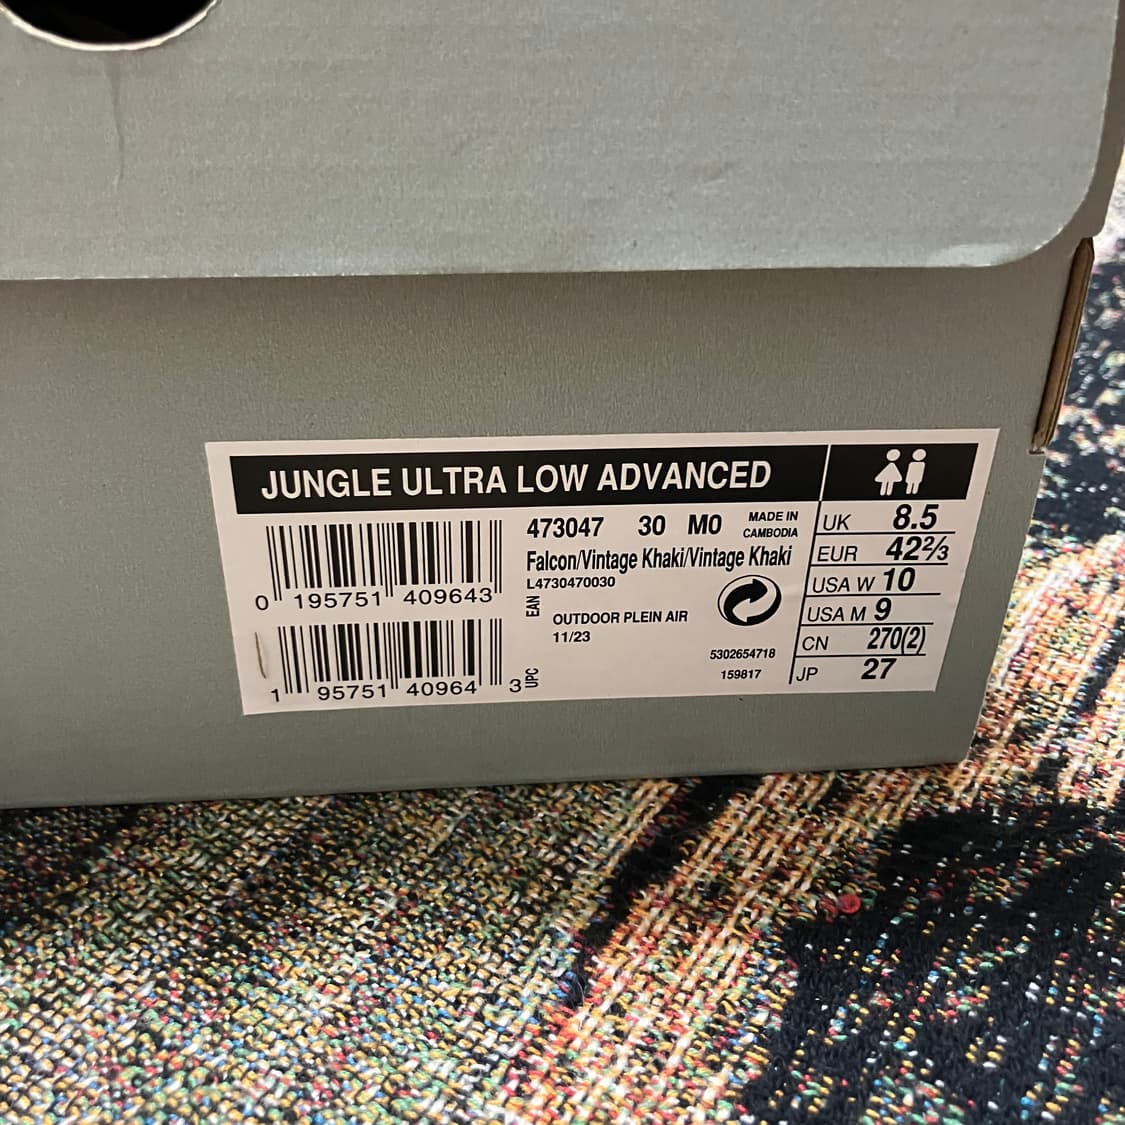 JUNGLE ULTRA LOW ADVANCED
473047 30 M0 MADE IN CAMBODIA
Falcon/Vintage Khaki/Vintage Khaki
L4730470030
0 195751 409643
EAN
OUTDOOR PLEIN AIR
11/23
5302654718
159817
1 95751 40964 3
UPC
UK 8.5
EUR 42⅔
USA W 10
USA M 9
CN 270(2)
JP 27